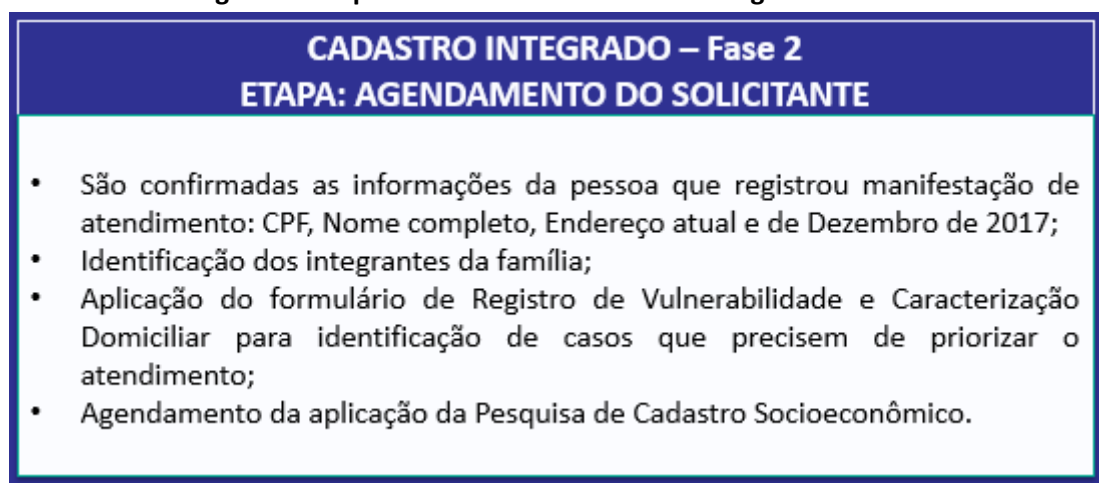 CADASTRO INTEGRADO – Fase 2
ETAPA: AGENDAMENTO DO SOLICITANTE
• São confirmadas as informações da pessoa que registrou manifestação de
atendimento: CPF, Nome completo, Endereço atual e de Dezembro de 2017;
• Identificação dos integrantes da família;
• Aplicação do formulário de Registro de Vulnerabilidade e Caracterização
Domiciliar para identificação de casos que precisem de priorizar o
atendimento;
• Agendamento da aplicação da Pesquisa de Cadastro Socioeconômico.